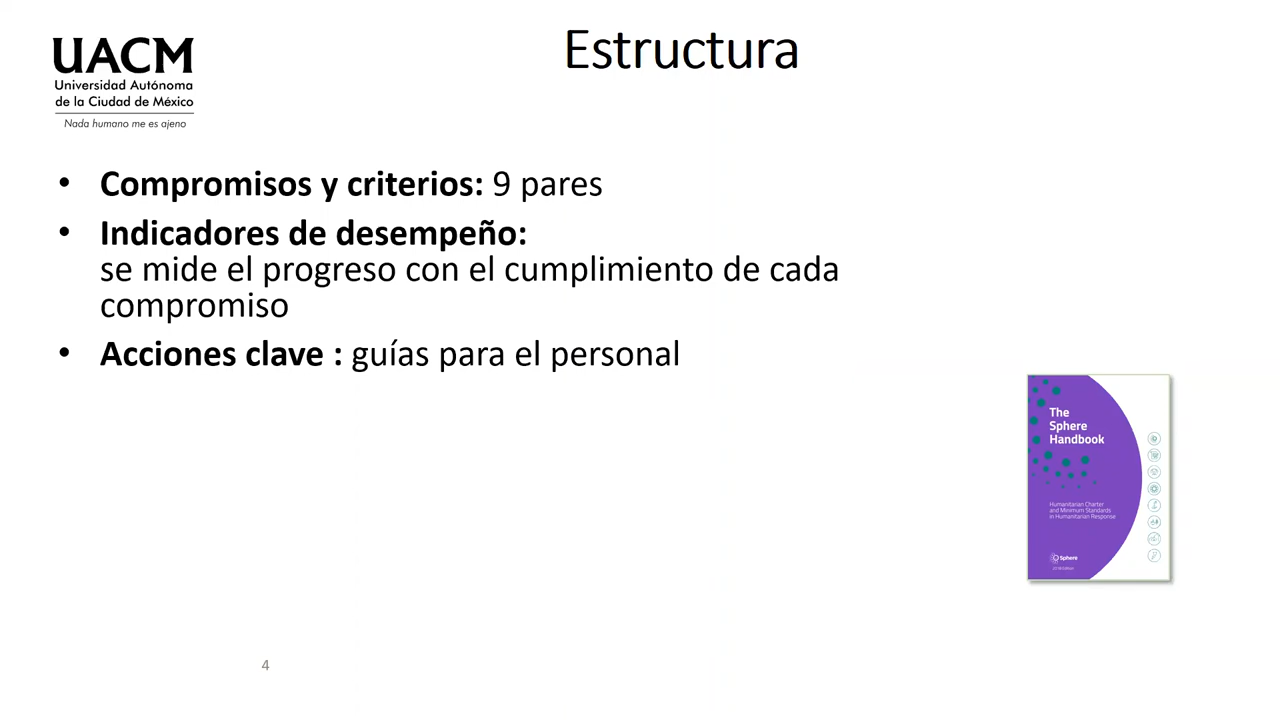 UACM
Universidad Autónoma
de la Ciudad de México
Nada humano me es ajeno
Estructura
• Compromisos y criterios: 9 pares
• Indicadores de desempeño:
se mide el progreso con el cumplimiento de cada
compromiso
• Acciones clave : guías para el personal
The
Sphere
Handbook
Humanitarian Charter
and Minimum Standards
in Humanitarian Response
Sphere
2018 Edition
4